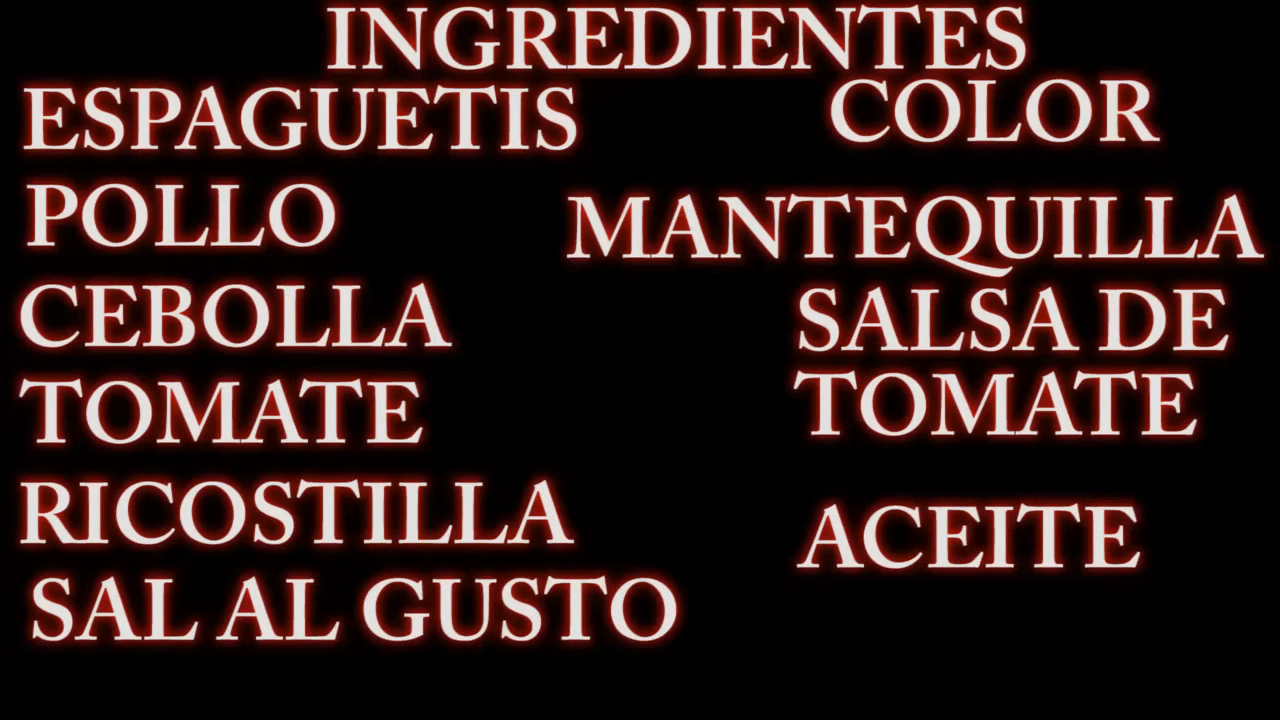 INGREDIENTES
ESPAGUETIS
POLLO
CEBOLLA
TOMATE
RICOSTILLA
SAL AL GUSTO
COLOR
MANTEQUILLA
SALSA DE
TOMATE
ACEITE